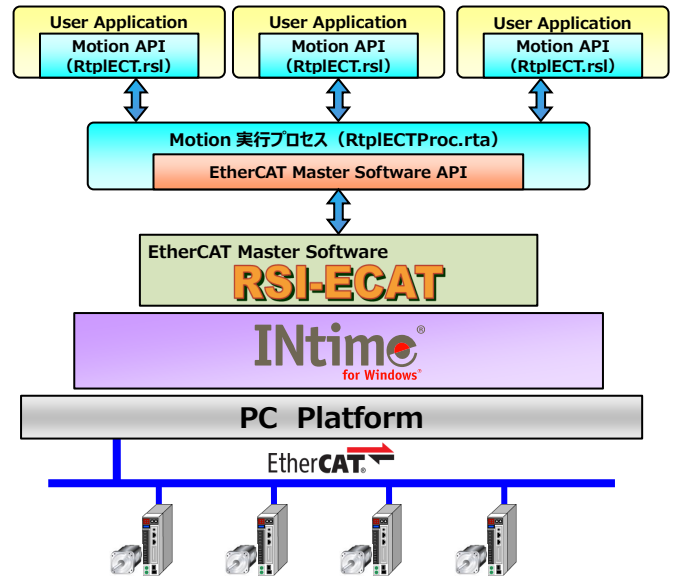 User Application
Motion API
(RtplECT.rsl)
User Application
Motion API
(RtplECT.rsl)
User Application
Motion API
(RtplECT.rsl)
Motion 実行プロセス（RtplECTProc.rta）
EtherCAT Master Software API
EtherCAT Master Software
RSI-ECAT
INtime®
for Windows®
PC Platform
EtherCAT®